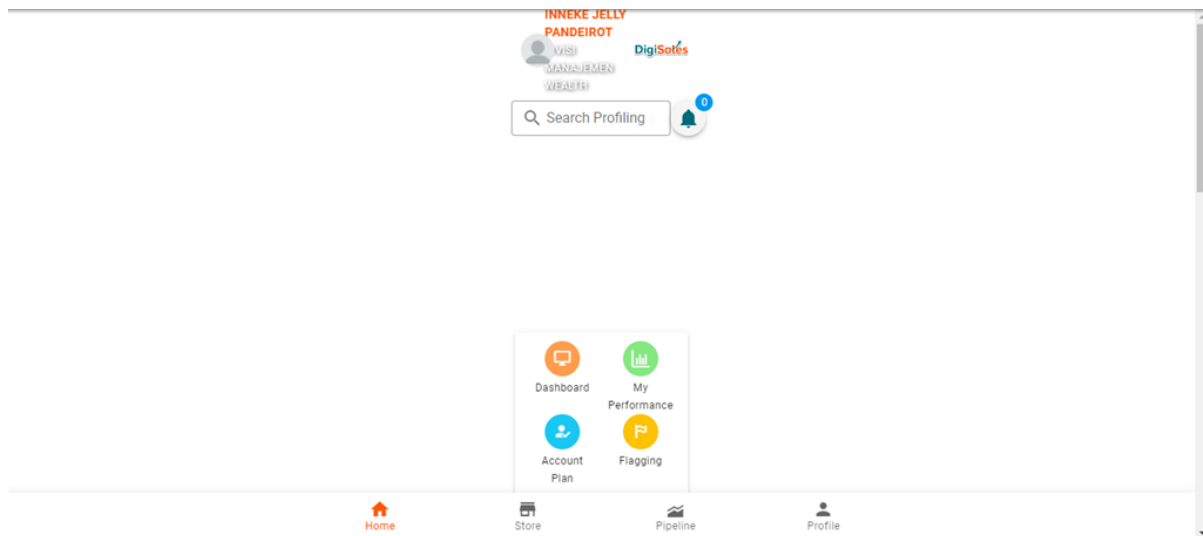 INNEKE JELLY
PANDEIROT
DigiSales
MANAJEMEN
WEALTH
Search Profiling
0
Dashboard
My
Performance
Account
Plan
Flagging
Home
Store
Pipeline
Profile